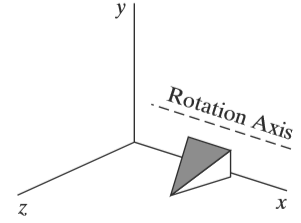 y
Rotation Axis
z
x